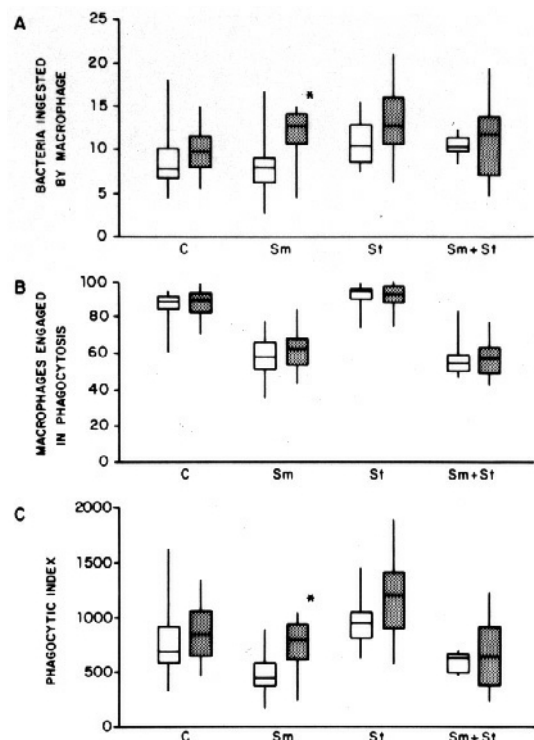 A
BACTERIA INGESTED
BY MACROPHAGE
25
20
15
10
5
0
*
C Sm St Sm+St
B
MACROPHAGES ENGAGED
IN PHAGOCYTOSIS
100
80
60
40
20
0
C Sm St Sm+St
C
PHAGOCYTIC INDEX
2000
1500
1000
500
0
*
C Sm St Sm+St